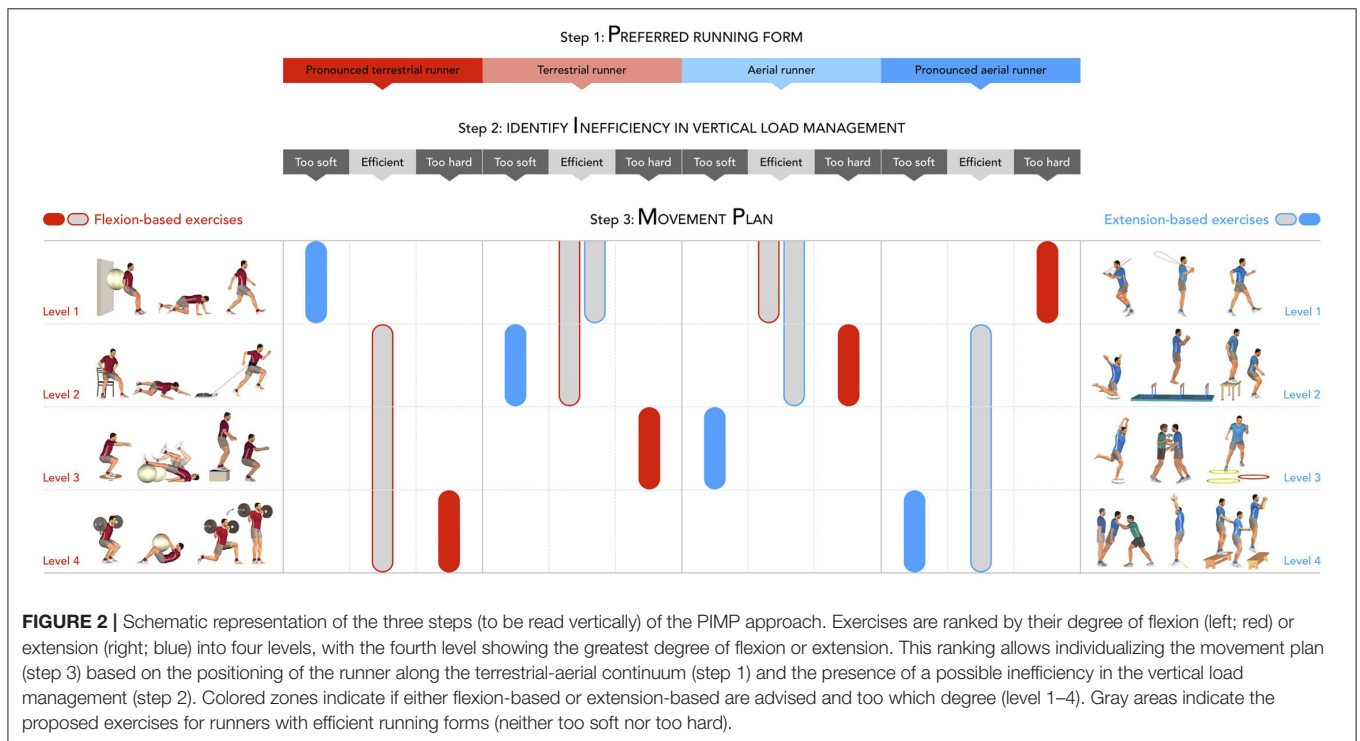 Step 1: PREFERRED RUNNING FORM
Pronounced terrestrial runner Terrestrial runner Aerial runner Pronounced aerial runner
Step 2: IDENTIFY INEFFICIENCY IN VERTICAL LOAD MANAGEMENT
Too soft Efficient Too hard Too soft Efficient Too hard Too soft Efficient Too hard Too soft Efficient Too hard
Flexion-based exercises Step 3: MOVEMENT PLAN Extension-based exercises
Level 1 Level 1
Level 2 Level 2
Level 3 Level 3
Level 4 Level 4
FIGURE 2 | Schematic representation of the three steps (to be read vertically) of the PIMP approach. Exercises are ranked by their degree of flexion (left; red) or
extension (right; blue) into four levels, with the fourth level showing the greatest degree of flexion or extension. This ranking allows individualizing the movement plan
(step 3) based on the positioning of the runner along the terrestrial-aerial continuum (step 1) and the presence of a possible inefficiency in the vertical load
management (step 2). Colored zones indicate if either flexion-based or extension-based are advised and too which degree (level 1–4). Gray areas indicate the
proposed exercises for runners with efficient running forms (neither too soft nor too hard).